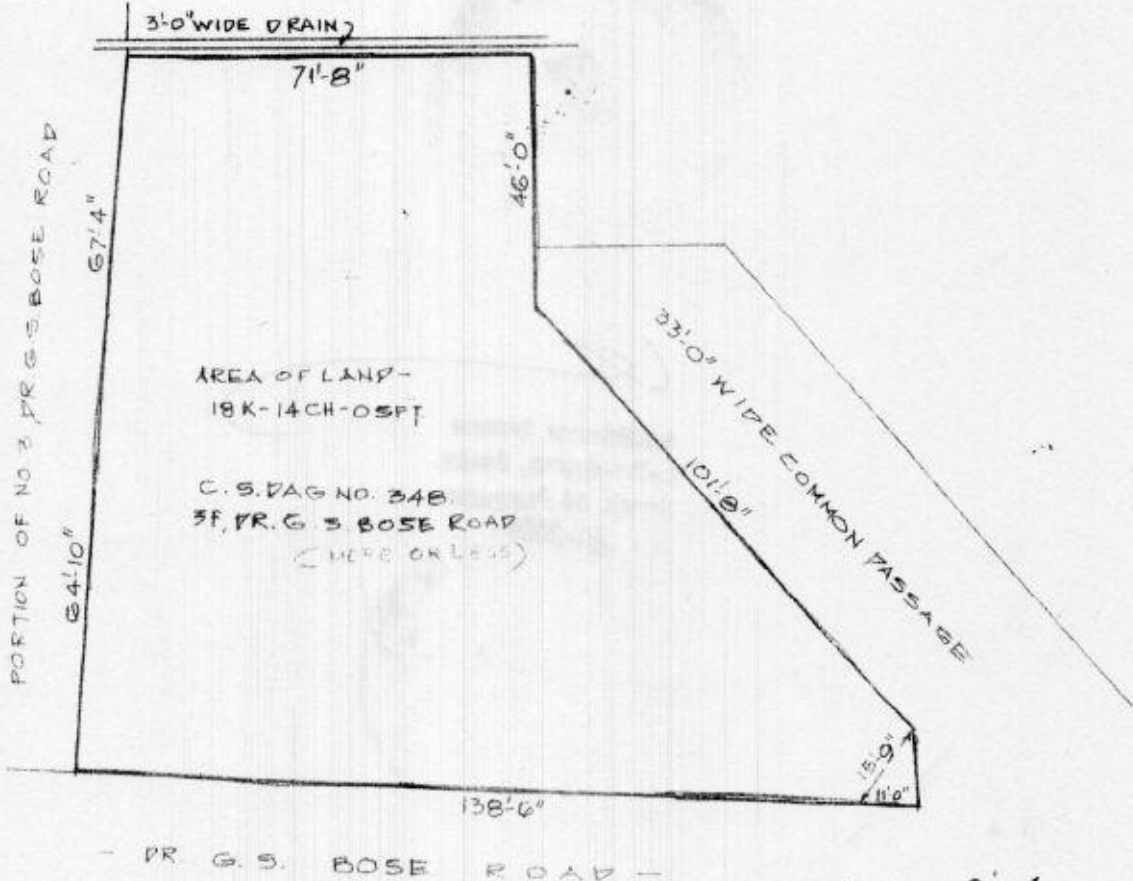 3'-0" WIDE DRAIN
71'-8"
46'-0"
67'-4"
64'-10"
PORTION OF NO 3, DR G.S. BOSE ROAD
AREA OF LAND-
18K-14CH-0SFT
C.S. DAG NO. 348
3F, DR. G.S BOSE ROAD
(MORE OR LESS)
33'-0" WIDE COMMON PASSAGE
101'-8"
15'-9"
11'-0"
138'-6"
- DR G.S. BOSE ROAD -